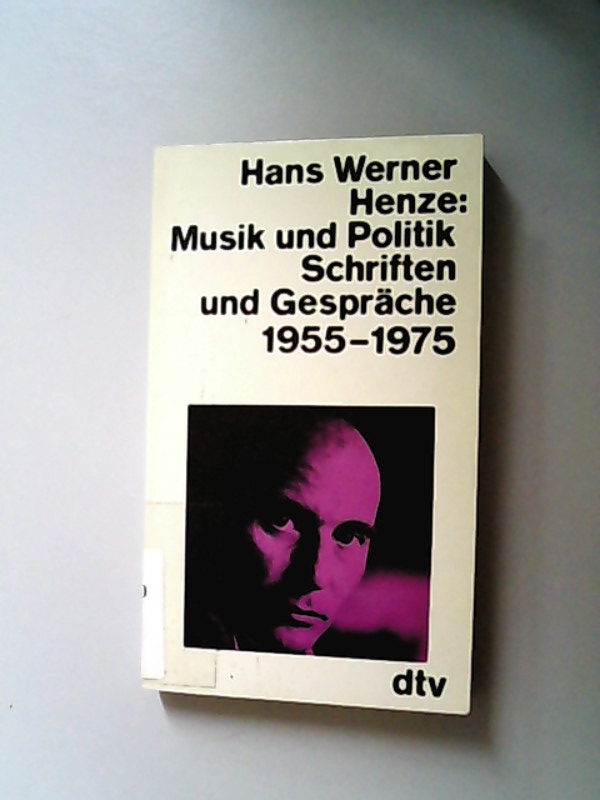 Hans Werner
Henze:
Musik und Politik
Schriften
und Gespräche
1955–1975
dtv